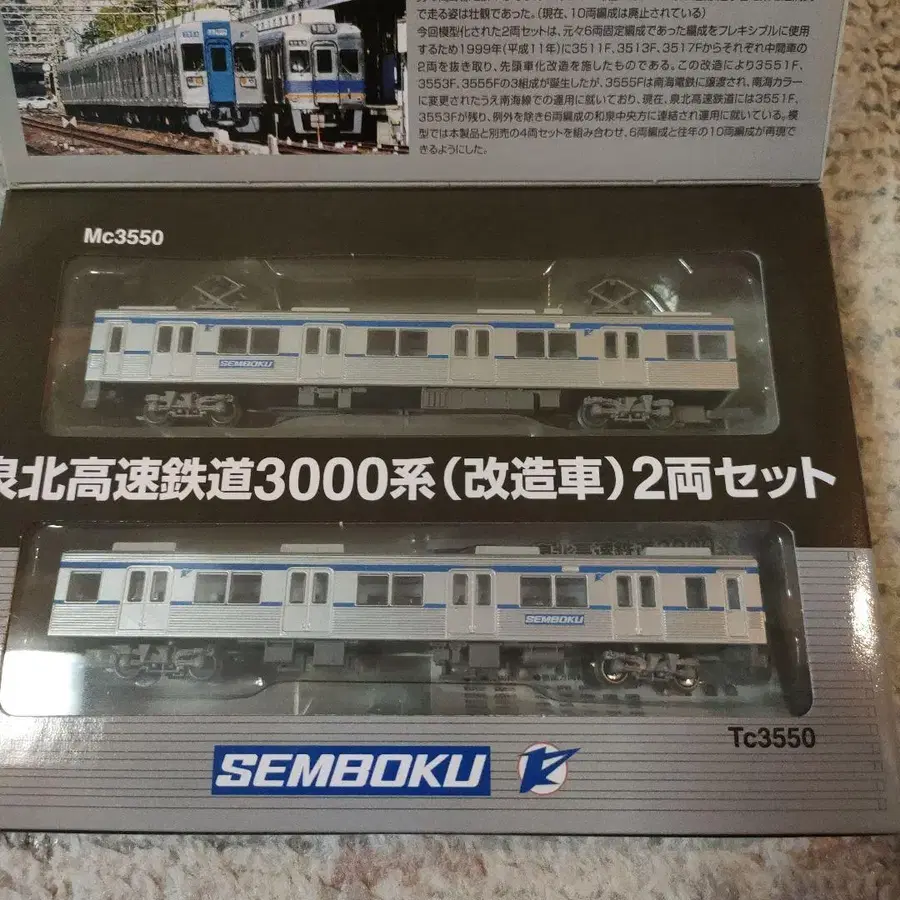 で走る姿は壮観であった。(現在、10両編成は廃止されている)
今回模型化された2両セットは、元々6両固定編成であった編成をフレキシブルに使用
するため1999年(平成11年)に3511F、3513F、3517Fからそれぞれ中間車の
2両を抜き取り、先頭車化改造を施したものである。この改造により3551F、
3553F、3555Fの3組成が誕生したが、3555Fは南海電鉄に譲渡され、南海カラー
に変更されたうえ南海線での運用に就いており、現在、泉北高速鉄道には3551F、
3553Fが残り、例外を除き6両編成の和泉中央方に連結され運用に就いている。模
型では本製品と別売の4両セットを組み合わせ、6両編成と往年の10両編成が再現で
きるようにした。
Mc3550
SEMBOKU
泉北高速鉄道3000系(改造車)2両セット
SEMBOKU
Tc3550
SEMBOKU